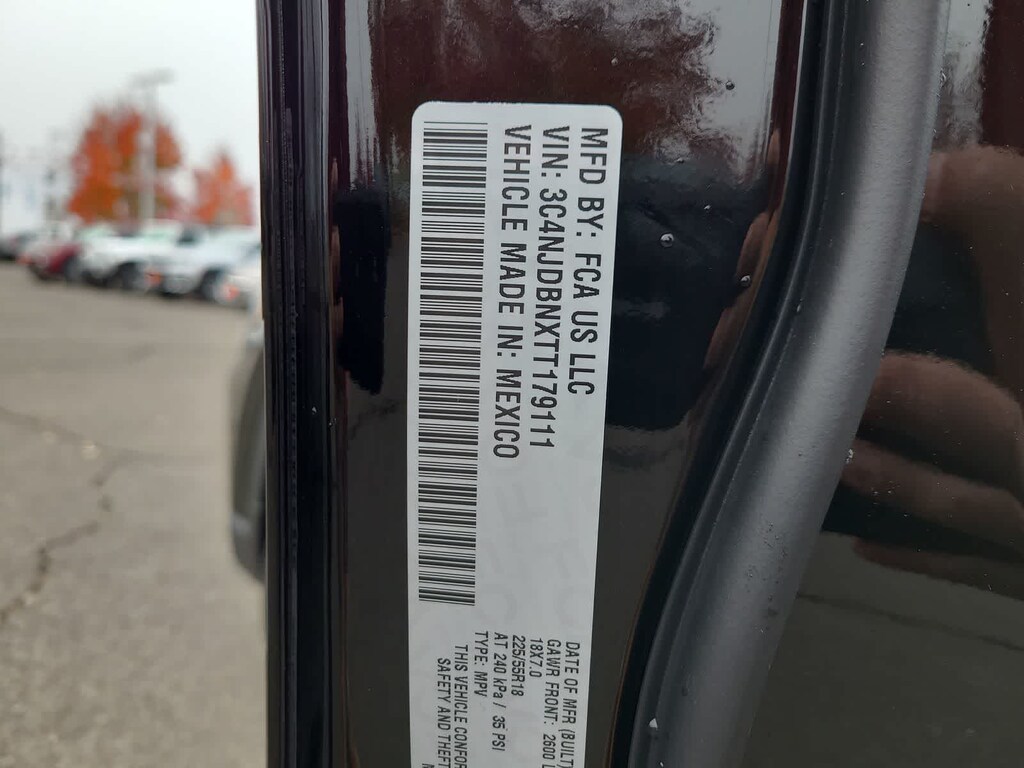 MFD BY: FCA US LLC
VIN: 3C4NJDBNXTT179111
VEHICLE MADE IN: MEXICO
DATE OF MFR (BUILT)
GAWR FRONT: 2600 L
18X7.0
225/55R18
AT 240 kPa / 35 PSI
TYPE: MPV
THIS VEHICLE CONFOR
SAFETY AND THEFT